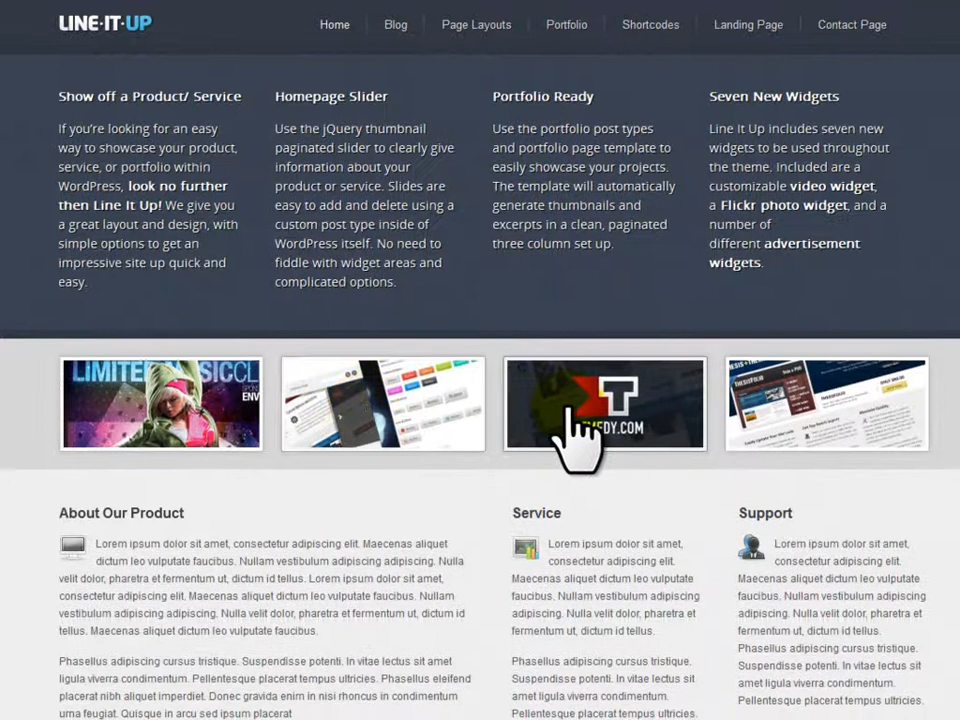 LINE·IT·UP
Home
Blog
Page Layouts
Portfolio
Shortcodes
Landing Page
Contact Page
Show off a Product/ Service
If you're looking for an easy
way to showcase your product,
service, or portfolio within
WordPress, look no further
then Line It Up! We give you
a great layout and design, with
simple options to get an
impressive site up quick and
easy.
Homepage Slider
Use the jQuery thumbnail
paginated slider to clearly give
information about your
product or service. Slides are
easy to add and delete using a
custom post type inside of
WordPress itself. No need to
fiddle with widget areas and
complicated options.
Portfolio Ready
Use the portfolio post types
and portfolio page template to
easily showcase your projects.
The template will automatically
generate thumbnails and
excerpts in a clean, paginated
three column set up.
Seven New Widgets
Line It Up includes seven new
widgets to be used throughout
the theme. Included are a
customizable video widget,
a Flickr photo widget, and a
number of
different advertisement
widgets.
LIMITED
T
DY.COM
About Our Product
Lorem ipsum dolor sit amet, consectetur adipiscing elit. Maecenas aliquet
dictum leo vulputate faucibus. Nullam vestibulum adipiscing adipiscing. Nulla
velit dolor, pharetra et fermentum ut, dictum id tellus. Lorem ipsum dolor sit amet,
consectetur adipiscing elit. Maecenas aliquet dictum leo vulputate faucibus. Nullam
vestibulum adipiscing adipiscing. Nulla velit dolor, pharetra et fermentum ut, dictum id
tellus. Maecenas aliquet dictum leo vulputate faucibus.
Phasellus adipiscing cursus tristique. Suspendisse potenti. In vitae lectus sit amet
ligula viverra condimentum. Pellentesque placerat tempus ultricies. Phasellus eleifend
placerat nibh aliquet imperdiet. Donec gravida enim in nisi rhoncus in condimentum
urna feugiat. Quisque in arcu sed ipsum placerat
Service
Lorem ipsum dolor sit amet,
consectetur adipiscing elit.
Maecenas aliquet dictum leo vulputate
faucibus. Nullam vestibulum adipiscing
adipiscing. Nulla velit dolor, pharetra et
fermentum ut, dictum id tellus.
Phasellus adipiscing cursus tristique.
Suspendisse potenti. In vitae lectus sit
amet ligula viverra condimentum.
Pellentesque placerat tempus ultricies.
Support
Lorem ipsum dolor sit amet,
consectetur adipiscing elit.
Maecenas aliquet dictum leo vulputate
faucibus. Nullam vestibulum adipiscing
adipiscing. Nulla velit dolor, pharetra et
fermentum ut, dictum id tellus.
Phasellus adipiscing cursus tristique.
Suspendisse potenti. In vitae lectus sit
amet ligula viverra condimentum.
Pellentesque placerat tempus ultricies.